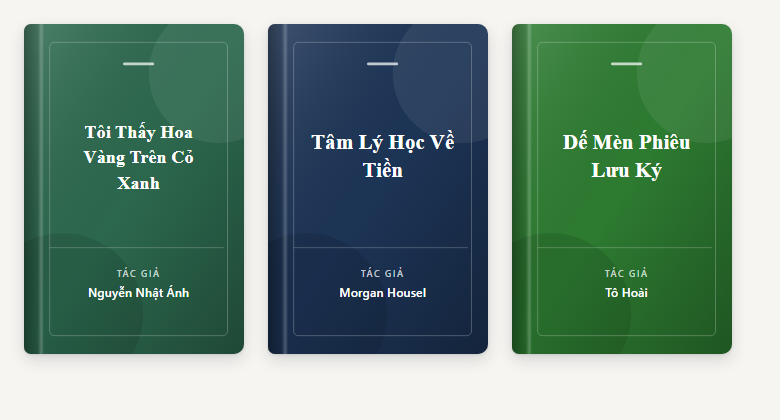 Tôi Thấy Hoa
Vàng Trên Cỏ
Xanh
TÁC GIẢ
Nguyễn Nhật Ánh
Tâm Lý Học Về
Tiền
TÁC GIẢ
Morgan Housel
Dế Mèn Phiêu
Lưu Ký
TÁC GIẢ
Tô Hoài